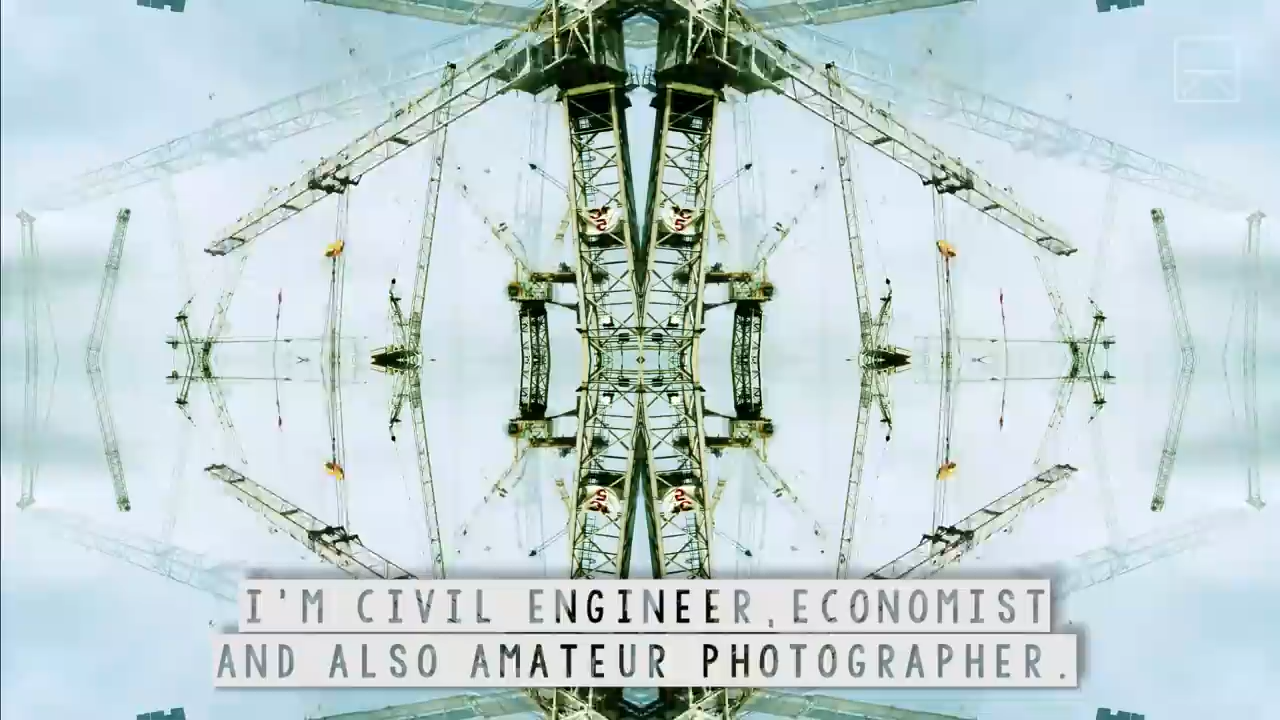 I'M CIVIL ENGINEER,ECONOMIST
AND ALSO AMATEUR PHOTOGRAPHER.